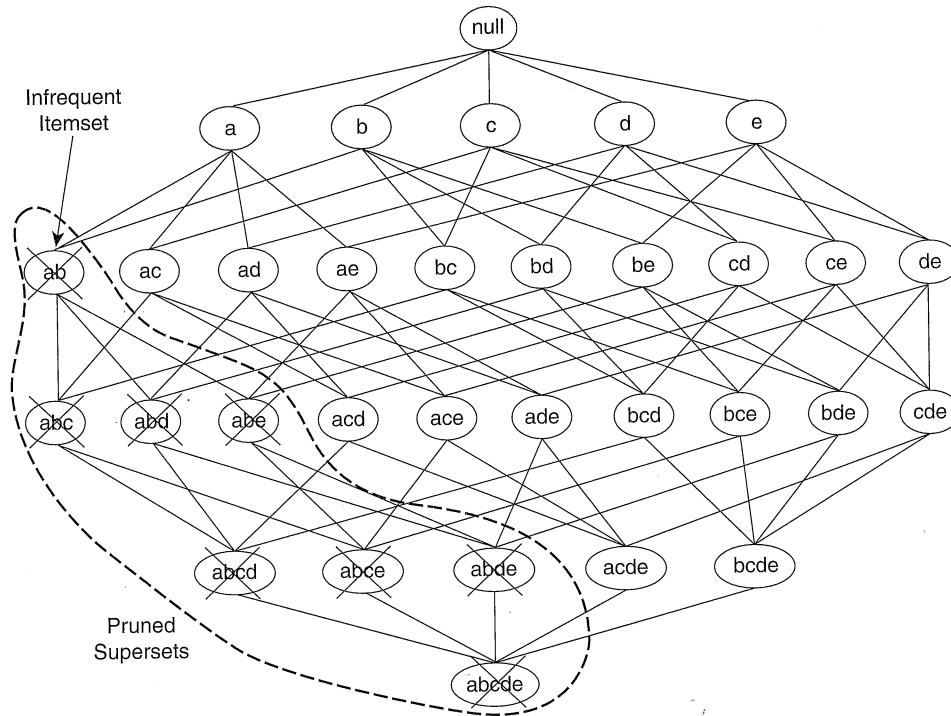 null
Infrequent
Itemset
a
b
c
d
e
ab
ac
ad
ae
bc
bd
be
cd
ce
de
abc
abd
abe
acd
ace
ade
bcd
bce
bde
cde
abcd
abce
abde
acde
bcde
Pruned
Supersets
abcde